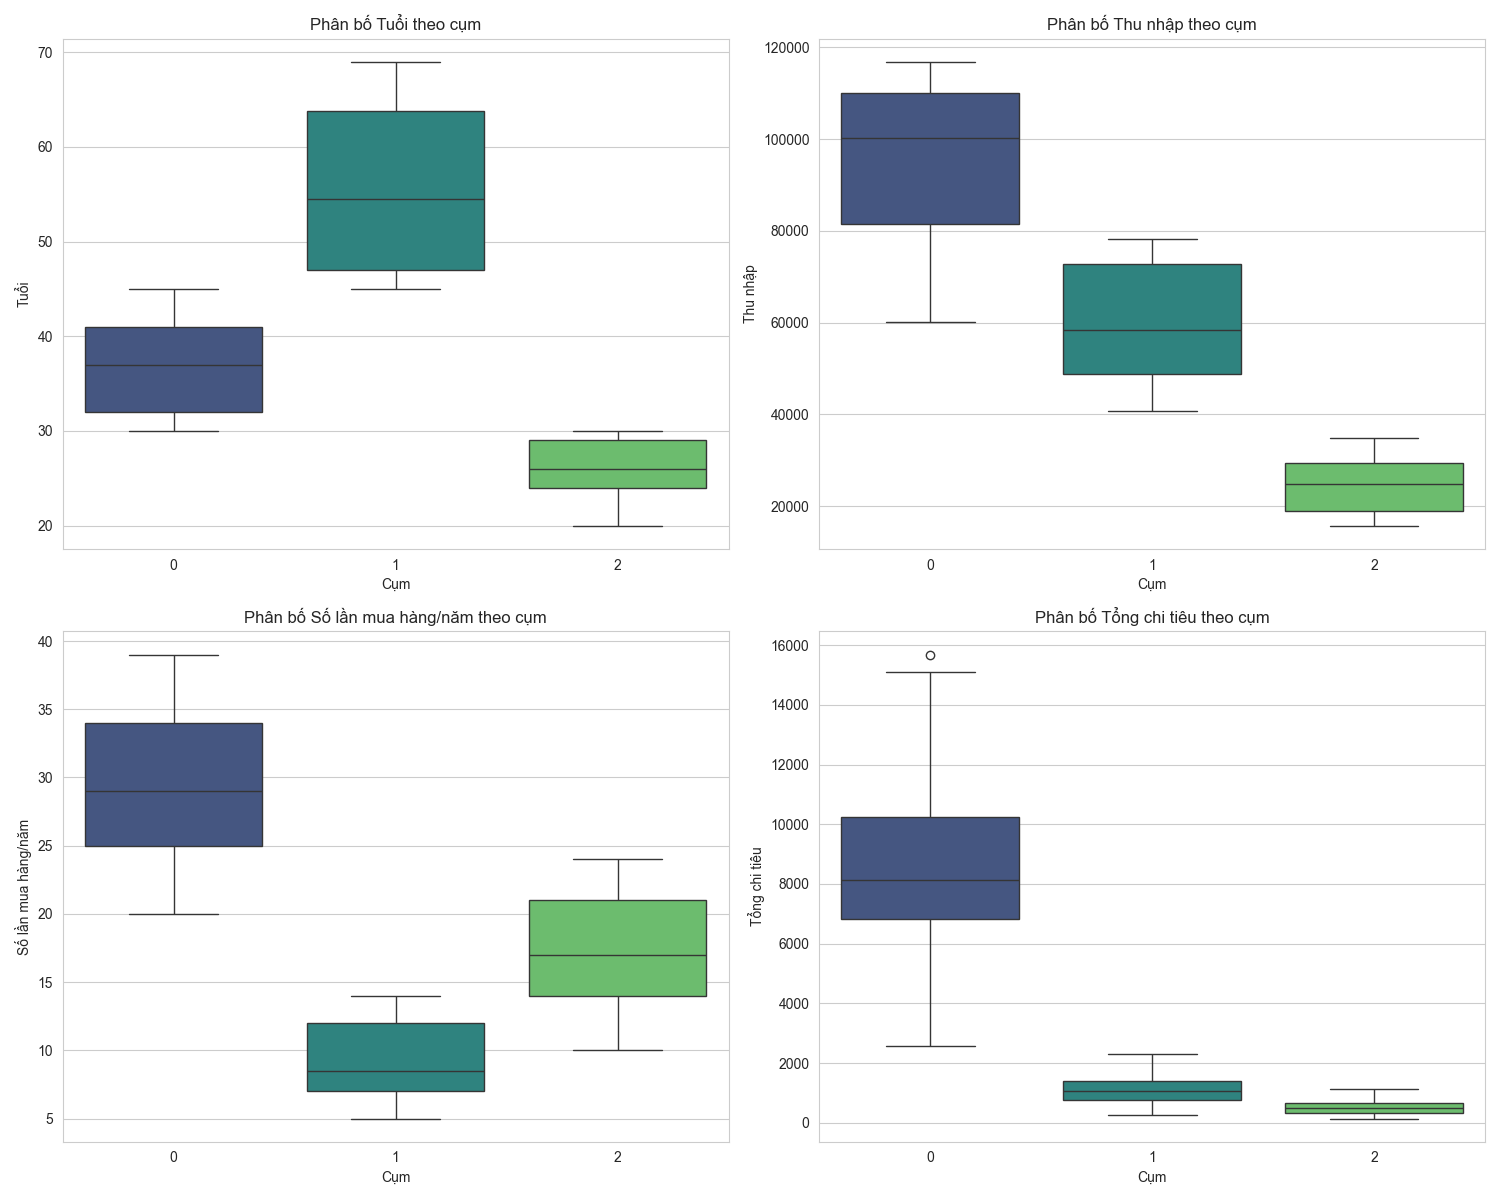 Phân bố Tuổi theo cụm
70
60
50
40
30
20
Tuổi
0 1 2
Cụm
Phân bố Thu nhập theo cụm
120000
100000
80000
60000
40000
20000
Thu nhập
0 1 2
Cụm
Phân bố Số lần mua hàng/năm theo cụm
40
35
30
25
20
15
10
5
Số lần mua hàng/năm
0 1 2
Cụm
Phân bố Tổng chi tiêu theo cụm
16000
14000
12000
10000
8000
6000
4000
2000
0
Tổng chi tiêu
0 1 2
Cụm